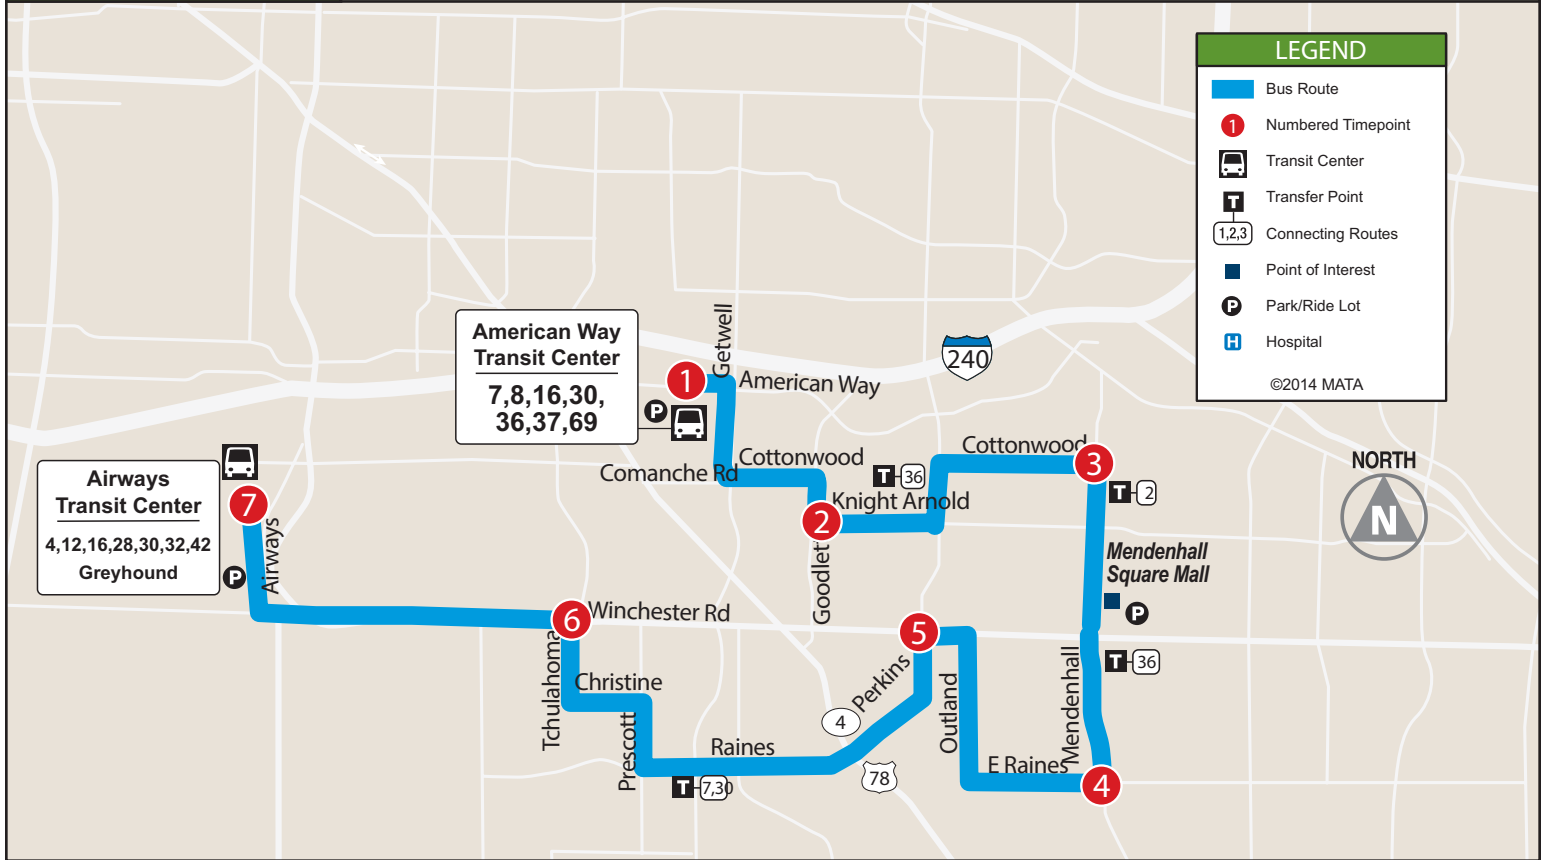 LEGEND
Bus Route
1
Numbered Timepoint
Transit Center
T
Transfer Point
1,2,3
Connecting Routes
Point of Interest
P
Park/Ride Lot
H
Hospital
©2014 MATA
American Way
Transit Center
7,8,16,30,
36,37,69
P
1
Getwell
American Way
240
Cottonwood
Comanche Rd
T
36
Cottonwood
3
T
2
2
Knight Arnold
Goodlett
NORTH
N
Airways
Transit Center
4,12,16,28,30,32,42
Greyhound
7
P
Airways
Mendenhall
Square Mall
P
6
Winchester Rd
5
T
36
Tchulahoma
Christine
Prescott
Raines
T
7,30
Perkins
4
78
Outland
E Raines
Mendenhall
4